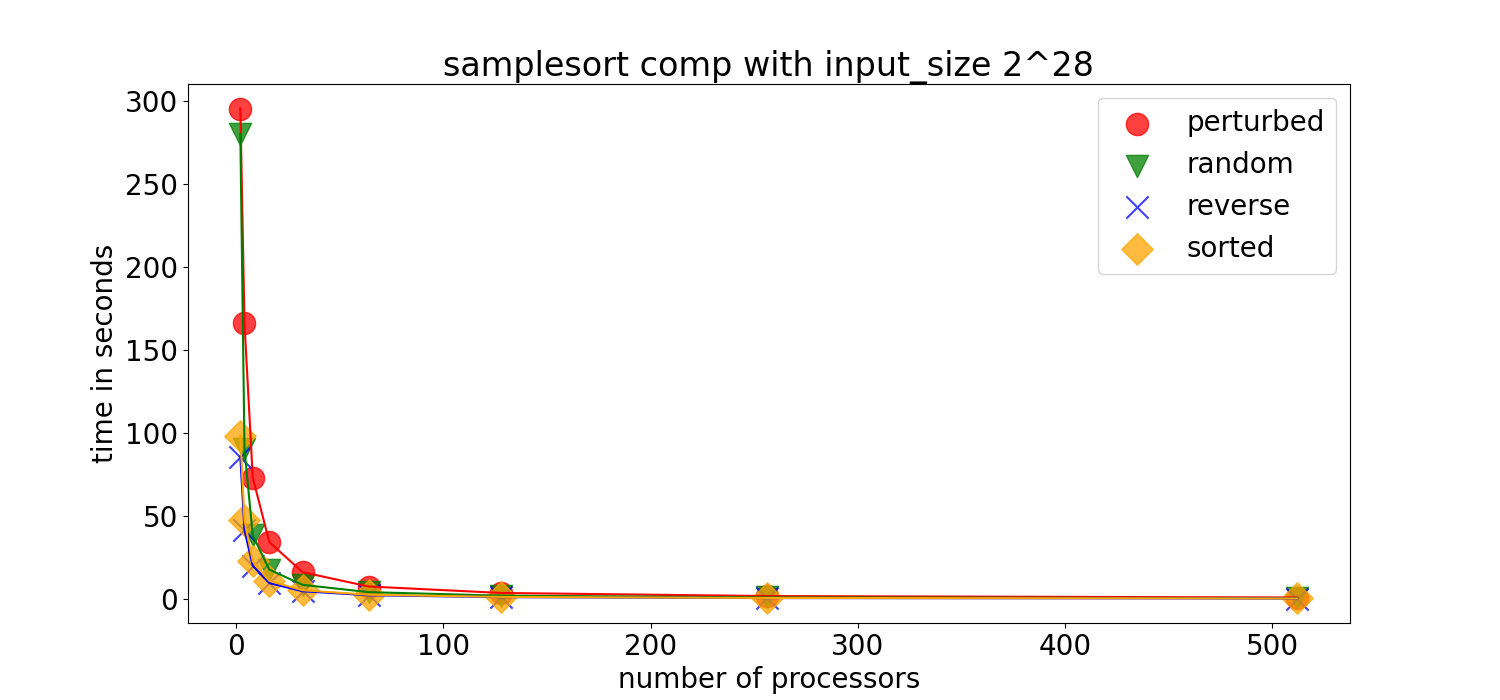 samplesort comp with input_size 2^28
perturbed
random
reverse
sorted
300
250
200
150
100
50
0
time in seconds
0 100 200 300 400 500
number of processors